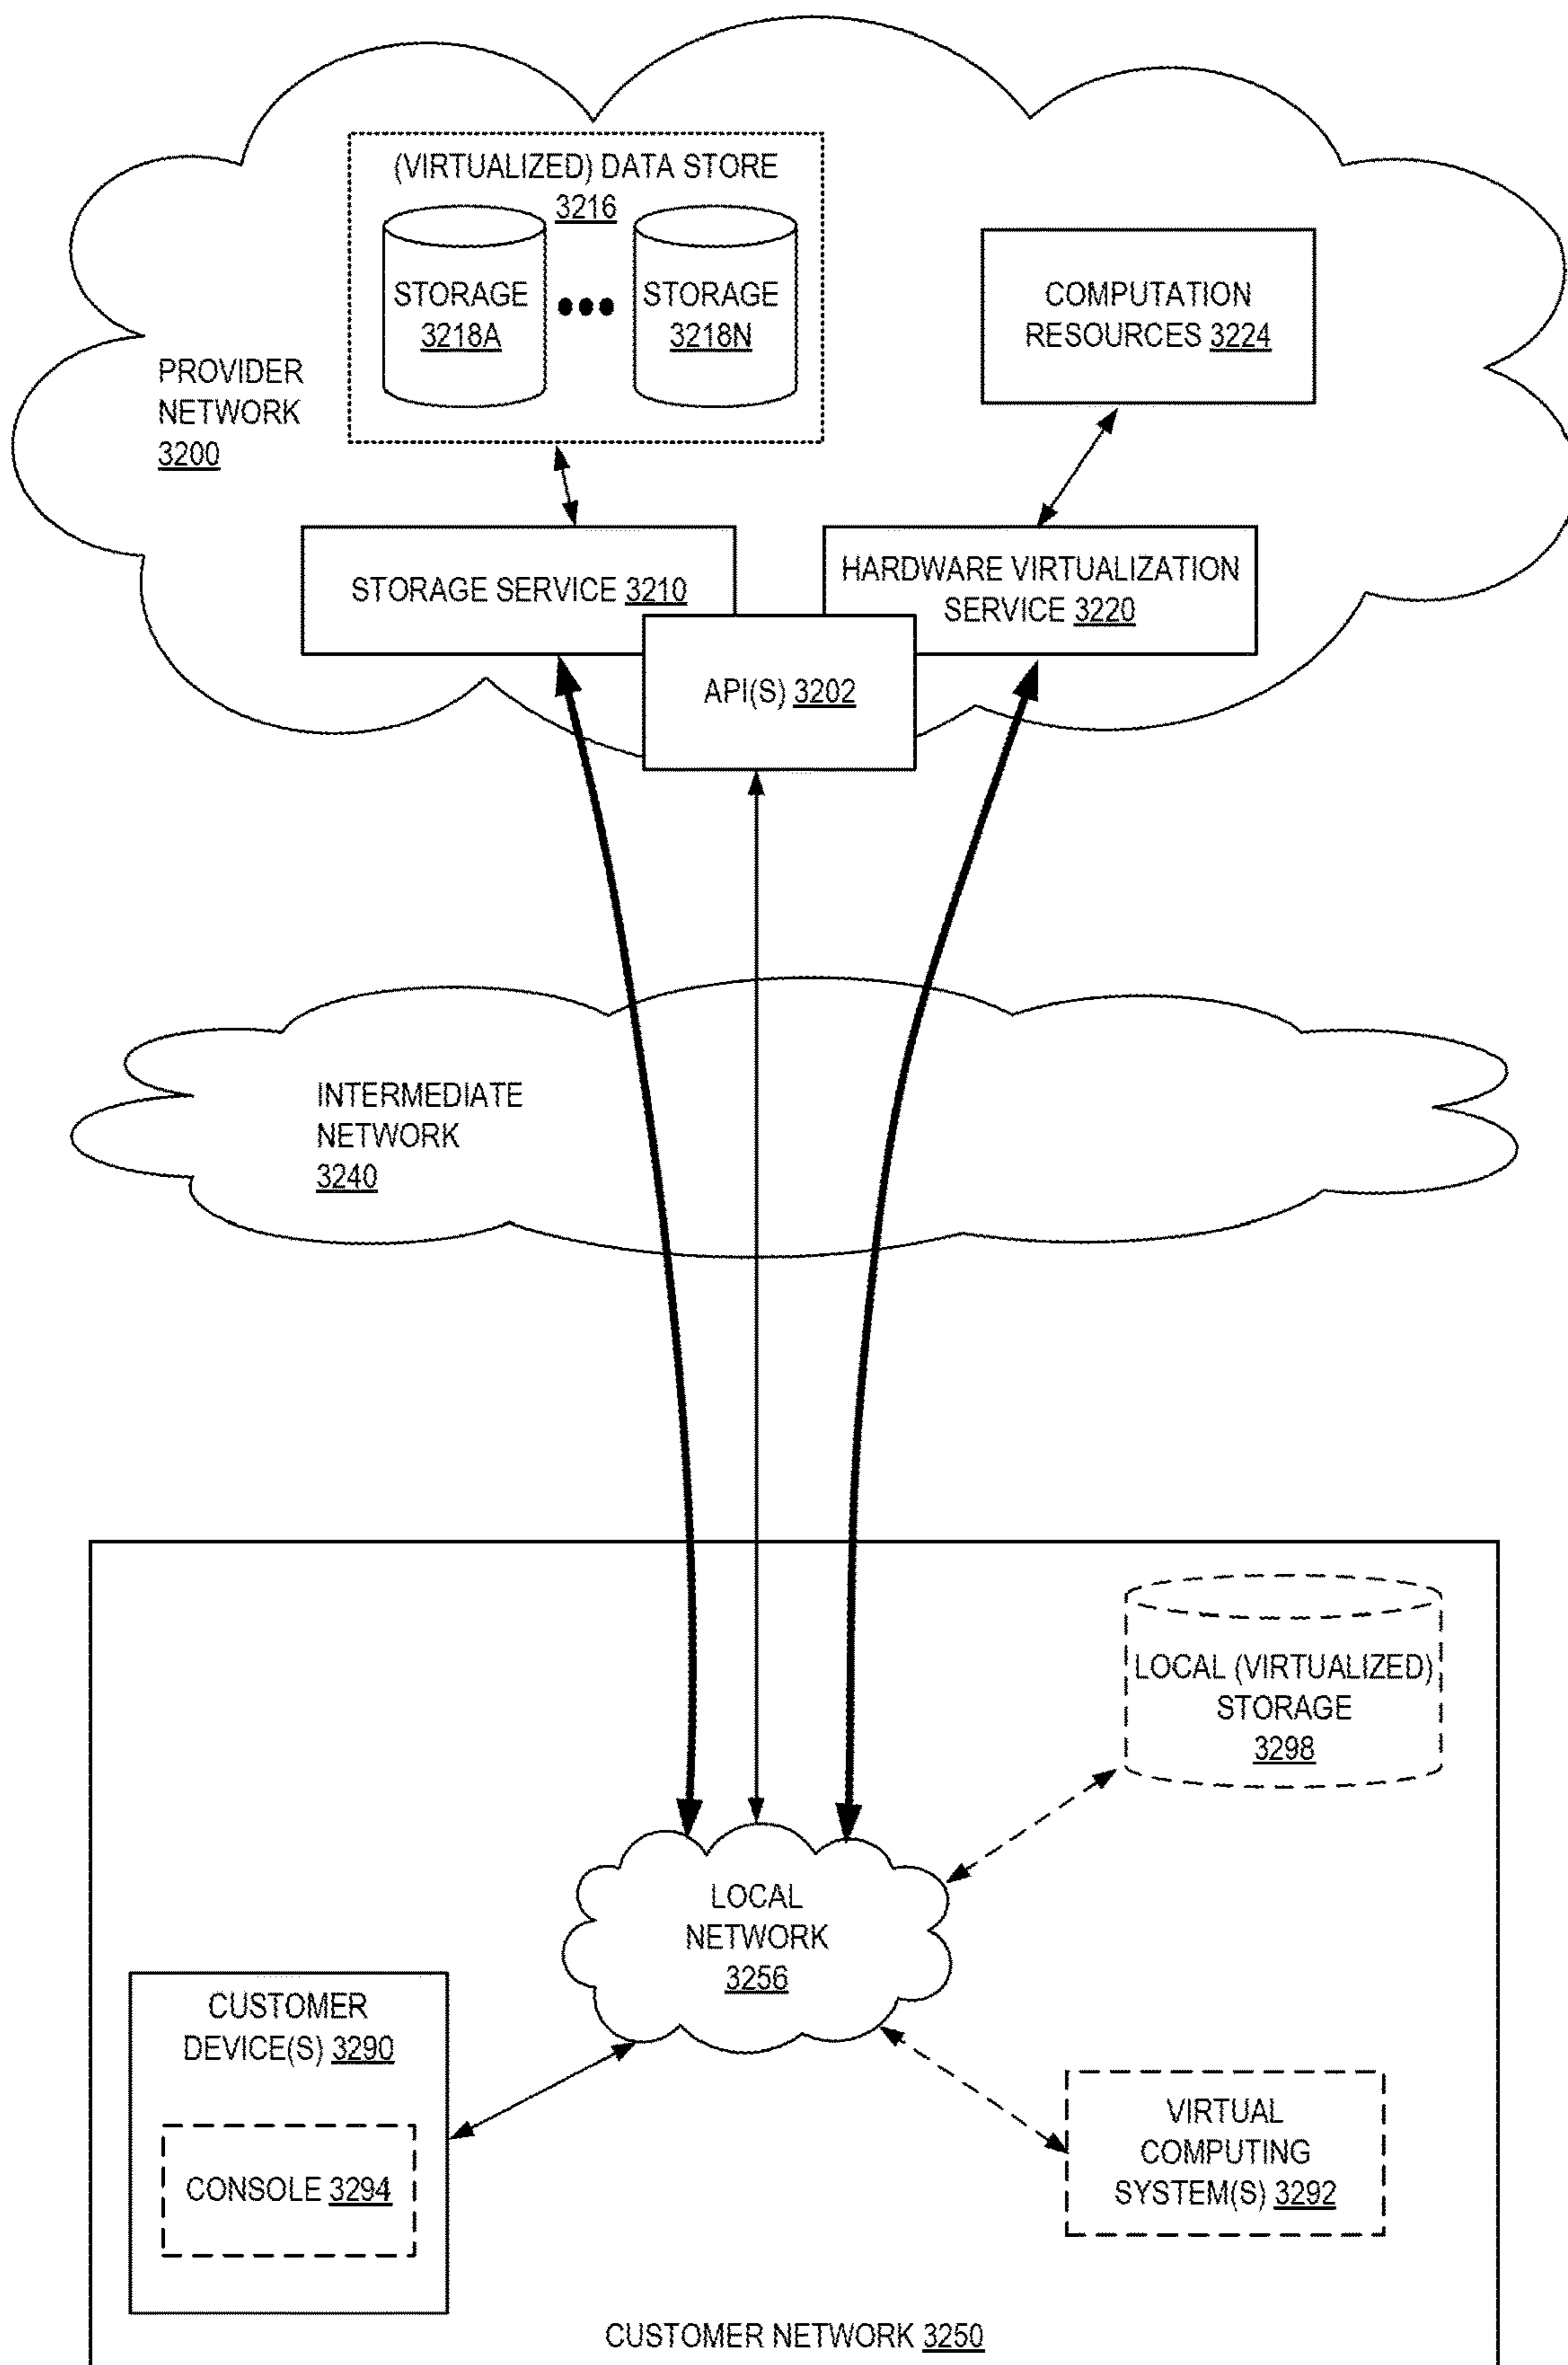 (VIRTUALIZED) DATA STORE
3216
STORAGE
3218A
STORAGE
3218N
COMPUTATION
RESOURCES 3224
PROVIDER
NETWORK
3200
STORAGE SERVICE 3210
HARDWARE VIRTUALIZATION
SERVICE 3220
API(S) 3202
INTERMEDIATE
NETWORK
3240
LOCAL (VIRTUALIZED)
STORAGE
3298
LOCAL
NETWORK
3256
CUSTOMER
DEVICE(S) 3290
CONSOLE 3294
VIRTUAL
COMPUTING
SYSTEM(S) 3292
CUSTOMER NETWORK 3250